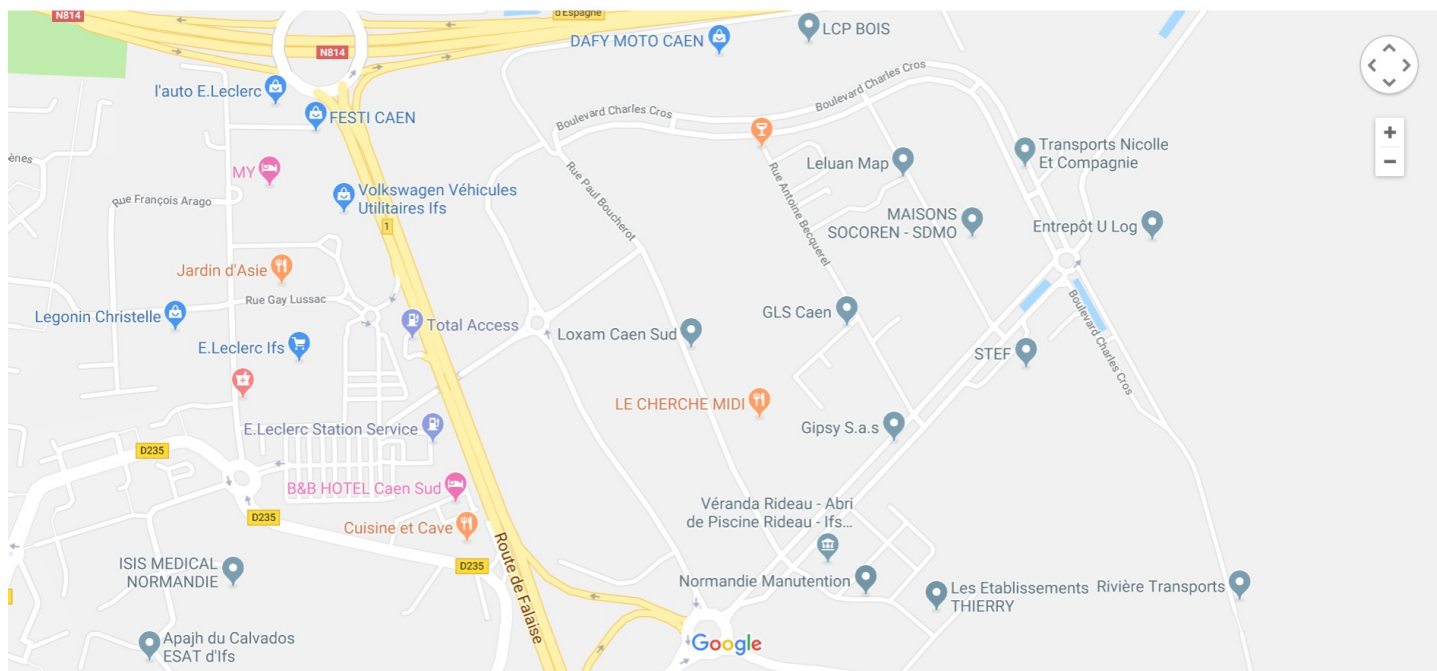 N814
d'Espagne
LCP BOIS
DAFY MOTO CAEN
N814
l'auto E.Leclerc
FESTI CAEN
Boulevard Charles Cros
Boulevard Charles Cros
ènes
MY
Volkswagen Véhicules
Utilitaires Ifs
Rue François Arago
1
Rue Paul Boucherot
Rue Antoine Becquerel
Leluan Map
Transports Nicolle
Et Compagnie
MAISONS
SOCOREN - SDMO
Entrepôt U Log
Jardin d'Asie
Rue Gay Lussac
Legonin Christelle
E.Leclerc Ifs
Total Access
Loxam Caen Sud
GLS Caen
STEF
Boulevard Charles Cros
LE CHERCHE MIDI
Gipsy S.a.s
E.Leclerc Station Service
D235
B&B HOTEL Caen Sud
D235
Cuisine et Cave
Véranda Rideau - Abri
de Piscine Rideau - Ifs...
ISIS MEDICAL
NORMANDIE
D235
Route de Falaise
Normandie Manutention
Les Etablissements
THIERRY
Rivière Transports
Apajh du Calvados
ESAT d'Ifs
Google
+
−